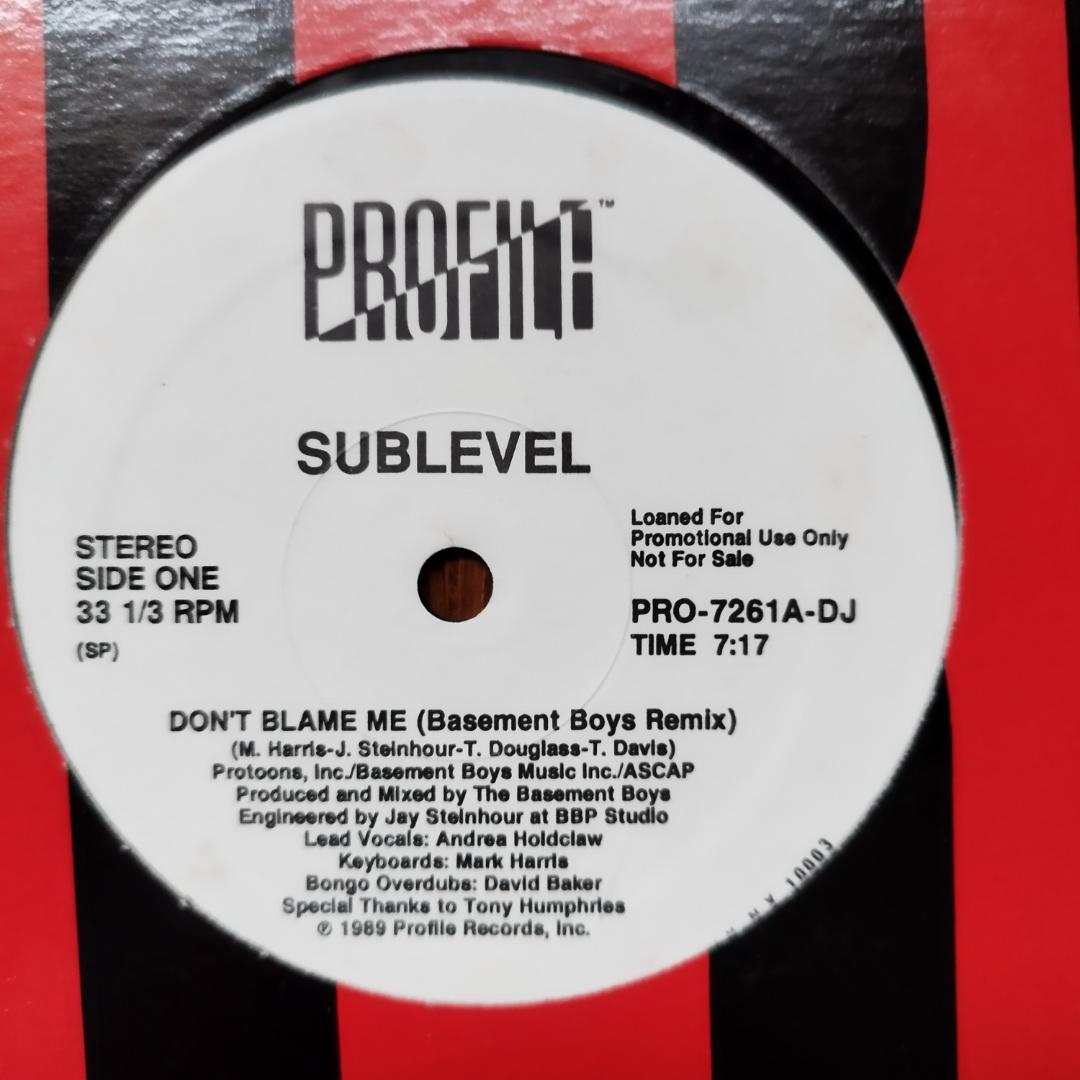 PROFILE™
SUBLEVEL
STEREO
SIDE ONE
33 1/3 RPM
(SP)
Loaned For
Promotional Use Only
Not For Sale
PRO-7261A-DJ
TIME 7:17
DON'T BLAME ME (Basement Boys Remix)
(M. Harris-J. Steinhour-T. Douglass-T. Davis)
Protoons, Inc./Basement Boys Music Inc./ASCAP
Produced and Mixed by The Basement Boys
Engineered by Jay Steinhour at BBP Studio
Lead Vocals: Andrea Holdclaw
Keyboards: Mark Harris
Bongo Overdubs: David Baker
Special Thanks to Tony Humphries
℗ 1989 Profile Records, Inc.
10003